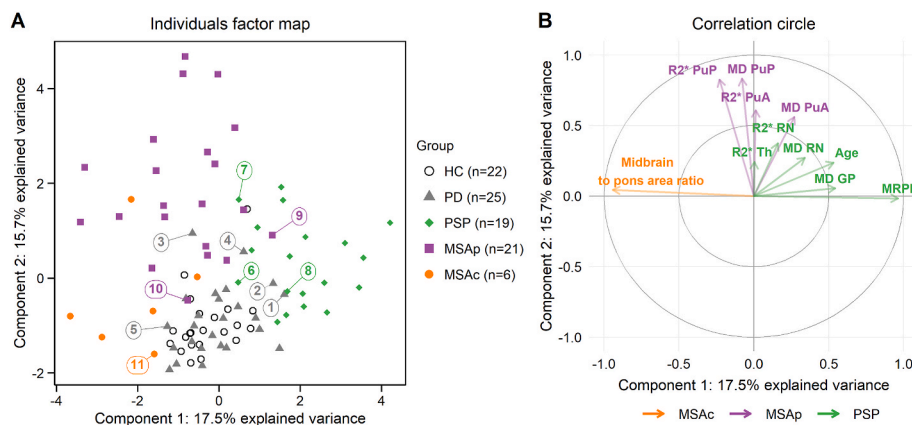 A
Individuals factor map
Component 2: 15.7% explained variance
4
2
0
-2
-4
-2
0
2
4
Component 1: 17.5% explained variance
7
9
3
4
6
8
10
2
1
5
11
Group
HC (n=22)
PD (n=25)
PSP (n=19)
MSAp (n=21)
MSAc (n=6)
B
Correlation circle
Component 2: 15.7% explained variance
1.0
0.5
0.0
-0.5
-1.0
R2* PuP
MD PuP
R2* PuA
MD PuA
R2* RN
R2* Th
MD RN
Age
Midbrain
to pons area ratio
MD GP
MRPI
-1.0
-0.5
0.0
0.5
1.0
Component 1: 17.5% explained variance
MSAc
MSAp
PSP